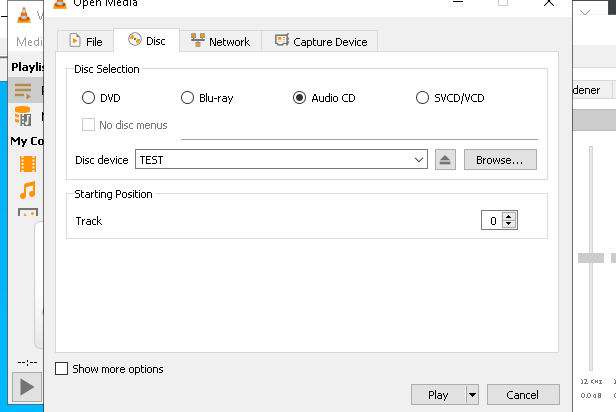 Open Media
Medi
File
Disc
Network
Capture Device
Playlis
Disc Selection
dener
DVD
Blu-ray
Audio CD
SVCD/VCD
No disc menus
My Co
Disc device
TEST
Browse...
Starting Position
Track
0
--:--
Show more options
12 KHz
0.0 dB
Play
Cancel